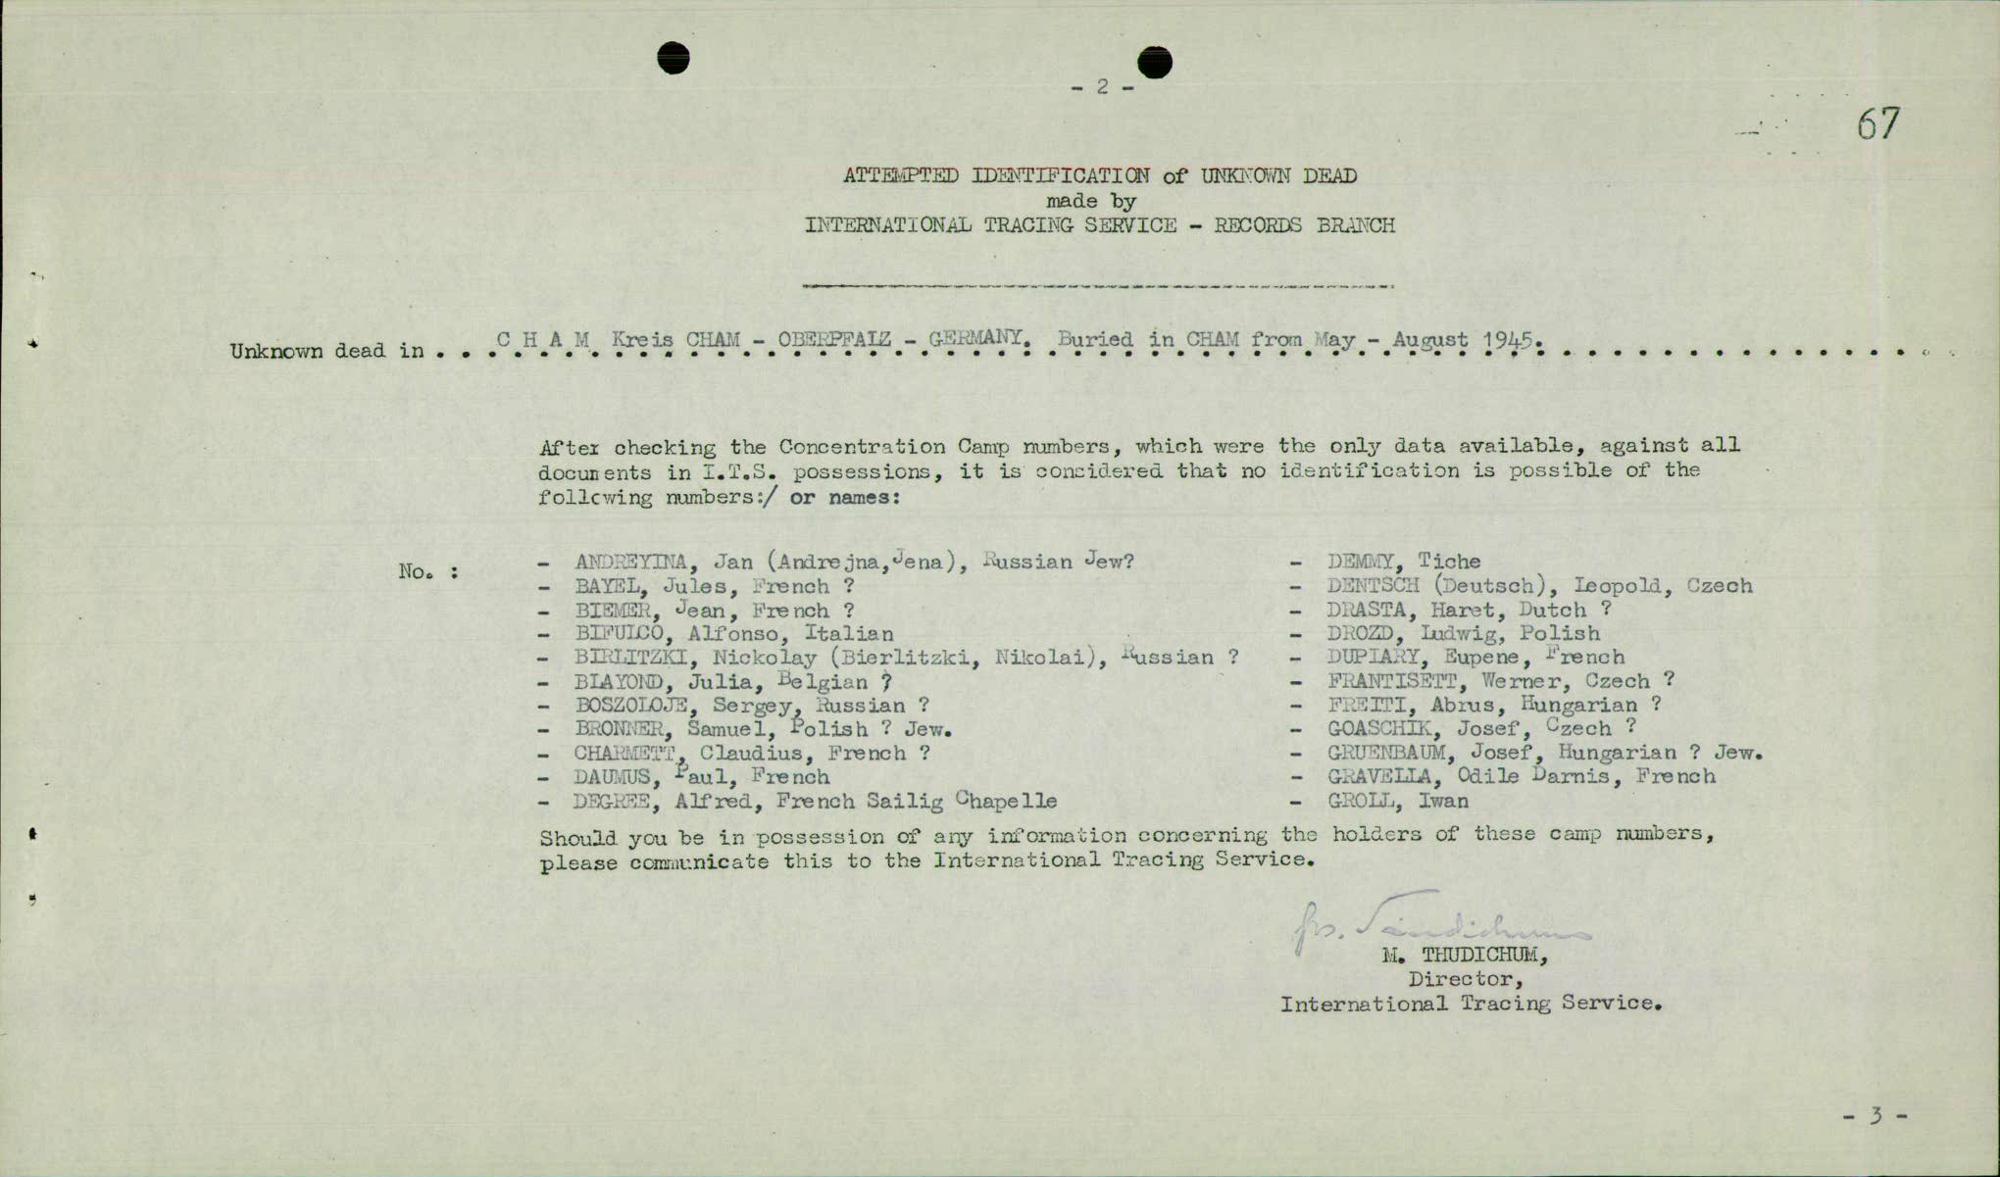 - 2 -
67
ATTEMPTED IDENTIFICATION of UNKNOWN DEAD
made by
INTERNATIONAL TRACING SERVICE - RECORDS BRANCH
Unknown dead in . . C H A M Kreis CHAM - OBERPFALZ - GERMANY. Buried in CHAM from May - August 1945.
After checking the Concentration Camp numbers, which were the only data available, against all
documents in I.T.S. possessions, it is considered that no identification is possible of the
following numbers:/ or names:
No. :
- ANDREYINA, Jan (Andrejna, Jena), Russian Jew?
- BAYEL, Jules, French ?
- BIEMER, Jean, French ?
- BIFULCO, Alfonso, Italian
- BIRLITZKI, Nickolay (Bierlitzki, Nikolai), Russian ?
- BLAYOND, Julia, Belgian ?
- BOSZOLOJE, Sergey, Russian ?
- BRONNER, Samuel, Polish ? Jew.
- CHARMETT, Claudius, French ?
- DAUMUS, Paul, French
- DEGREE, Alfred, French Sailig Chapelle
- DEMMY, Tiche
- DENTSCH (Deutsch), Leopold, Czech
- DRASTA, Haret, Dutch ?
- DROZD, Ludwig, Polish
- DUPIARY, Eupene, French
- FRANTISETT, Werner, Czech ?
- FREITI, Abrus, Hungarian ?
- GOASCHIK, Josef, Czech ?
- GRUENBAUM, Josef, Hungarian ? Jew.
- GRAVELLA, Odile Darnis, French
- GROLL, Iwan
Should you be in possession of any information concerning the holders of these camp numbers,
please communicate this to the International Tracing Service.
M. THUDICHUM,
Director,
International Tracing Service.
- 3 -